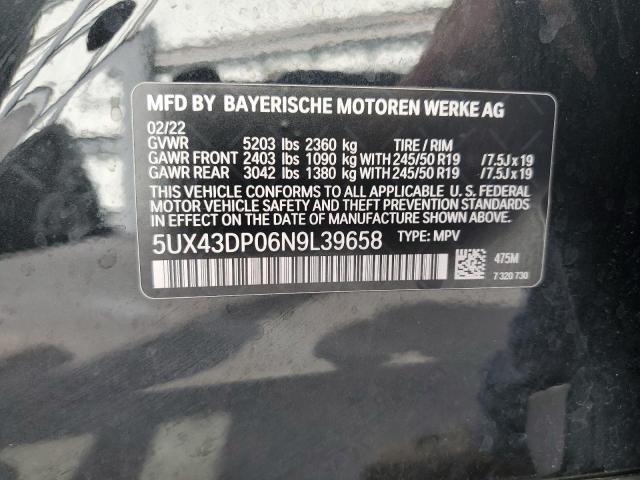 MFD BY BAYERISCHE MOTOREN WERKE AG
02/22
GVWR 5203 lbs 2360 kg TIRE / RIM
GAWR FRONT 2403 lbs 1090 kg WITH 245/50 R19 /7.5J x 19
GAWR REAR 3042 lbs 1380 kg WITH 245/50 R19 /7.5J x 19
THIS VEHICLE CONFORMS TO ALL APPLICABLE U. S. FEDERAL
MOTOR VEHICLE SAFETY AND THEFT PREVENTION
STANDARDS IN EFFECT ON THE DATE OF MANUFACTURE SHOWN ABOVE.
5UX43DP06N9L39658 TYPE: MPV
475M
7 320 730